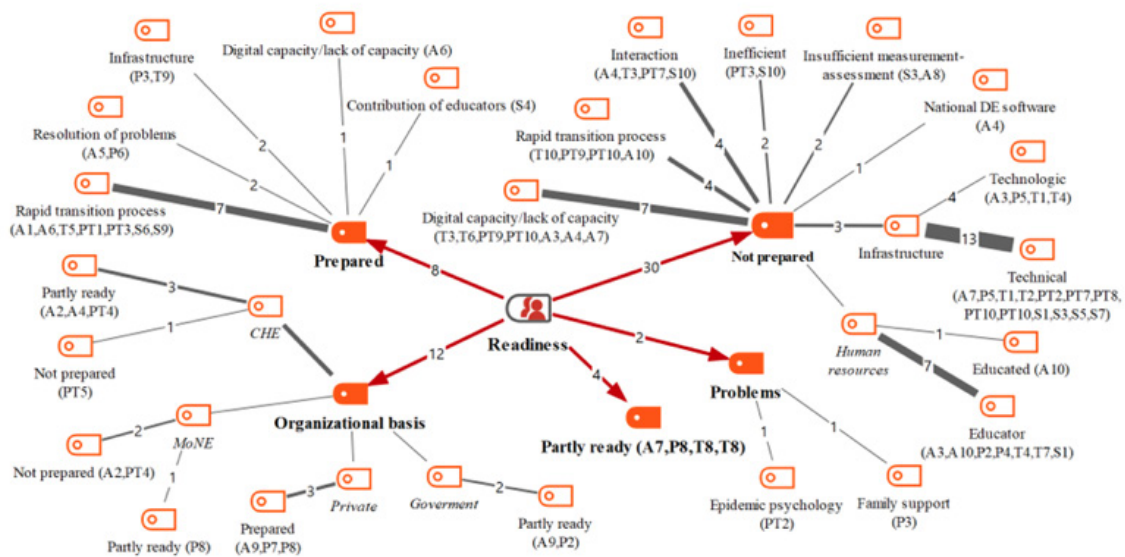 Infrastructure
(P3,T9)
2
Digital capacity/lack of capacity (A6)
1
Contribution of educators (S4)
1
Resolution of problems
(A5,P6)
2
Rapid transition process
(A1,A6,T5,PT1,PT3,S6,S9)
7
Prepared
8
Interaction
(A4,T3,PT7,S10)
4
Inefficient
(PT3,S10)
2
Insufficient measurement-
assessment (S3,A8)
2
National DE software
(A4)
1
Rapid transition process
(T10,PT9,PT10,A10)
4
Digital capacity/lack of capacity
(T3,T6,PT9,PT10,A3,A4,A7)
7
Not prepared
30
3
Infrastructure
Technologic
(A3,P5,T1,T4)
4
13
Technical
(A7,P5,T1,T2,PT2,PT7,PT8,
PT10,PT10,S1,S3,S5,S7)
Human
resources
1
Educated (A10)
7
Educator
(A3,A10,P2,P4,T4,T7,S1)
Readiness
2
Problems
1
Epidemic psychology
(PT2)
1
Family support
(P3)
4
Partly ready (A7,P8,T8,T8)
12
Organizational basis
CHE
3
Partly ready
(A2,A4,PT4)
1
Not prepared
(PT5)
MoNE
2
Not prepared (A2,PT4)
1
Partly ready (P8)
Private
3
Prepared
(A9,P7,P8)
Goverment
2
Partly ready
(A9,P2)